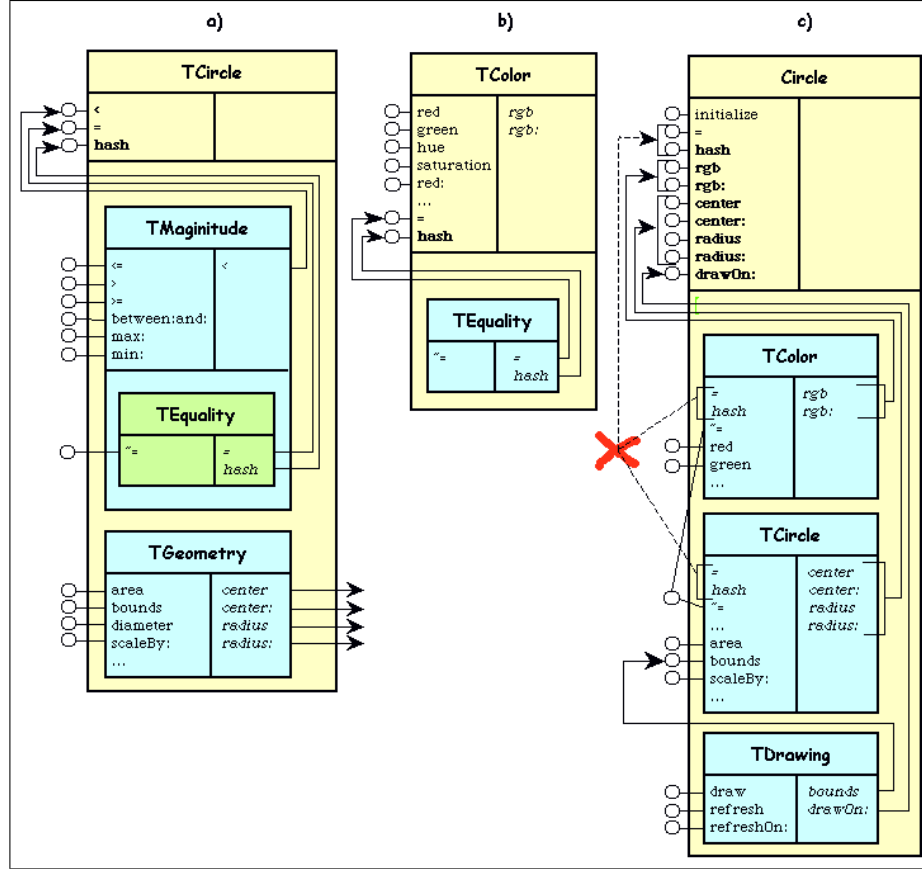 a)
TCircle
<
=
hash
TMaginitude
<= <
>
>=
between:and:
max:
min:
TEquality
~= =
hash
TGeometry
area center
bounds center:
diameter radius
scaleBy: radius:
...
b)
TColor
red rgb
green rgb:
hue
saturation
red:
...
=
hash
TEquality
~= =
hash
c)
Circle
initialize
=
hash
rgb
rgb:
center
center:
radius
radius:
drawOn:
TColor
= rgb
hash rgb:
~=
red
green
...
TCircle
= center
hash center:
~= radius
... radius:
area
bounds
scaleBy:
...
TDrawing
draw bounds
refresh drawOn:
refreshOn: